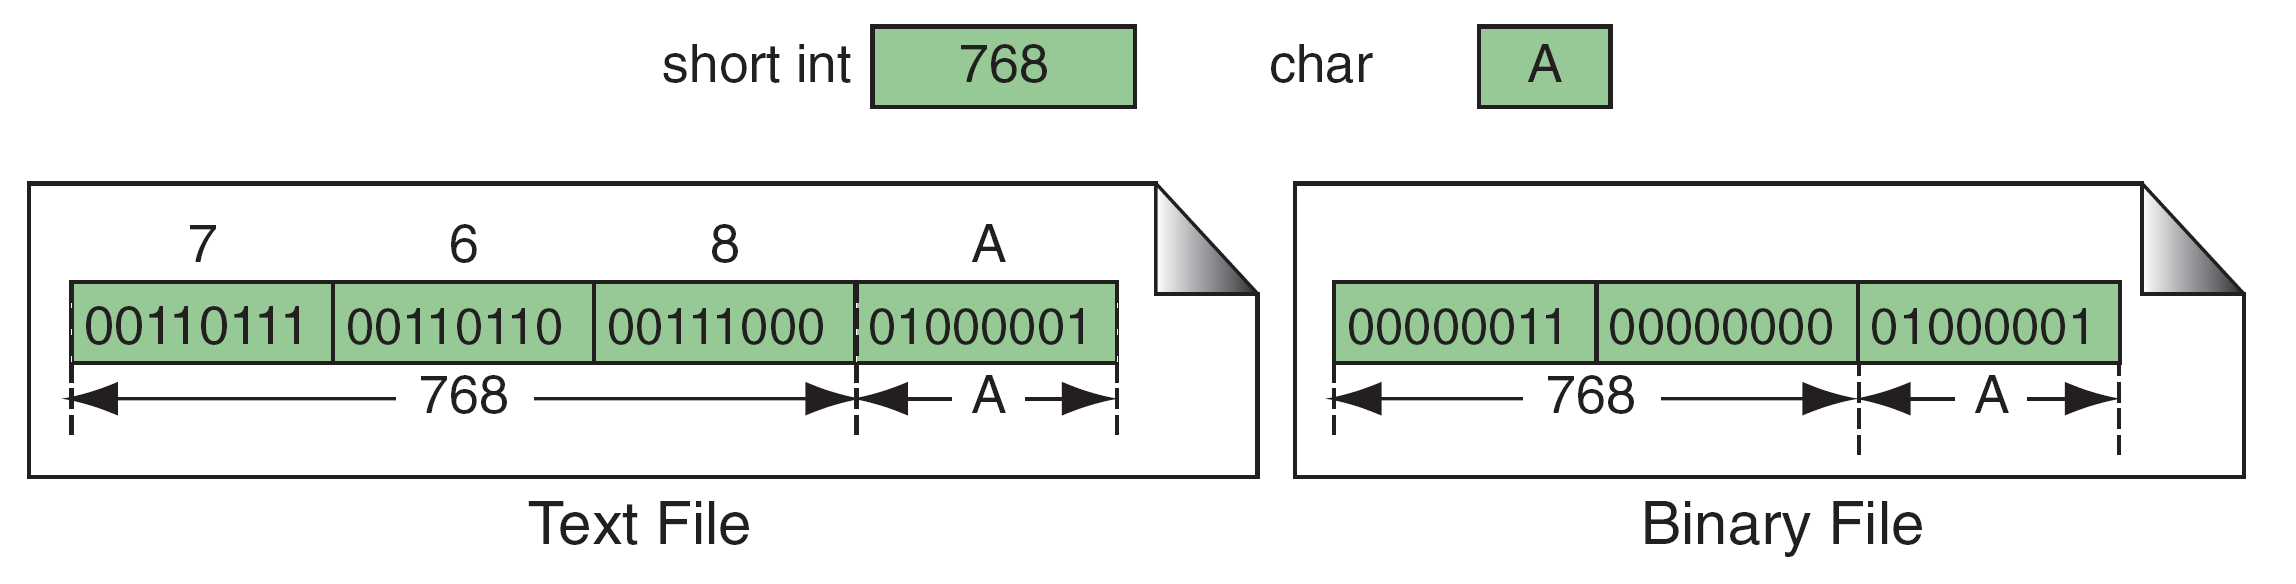 short int 768 char A
7 6 8 A
00110111 00110110 00111000 01000001
768 A
Text File
00000011 00000000 01000001
768 A
Binary File